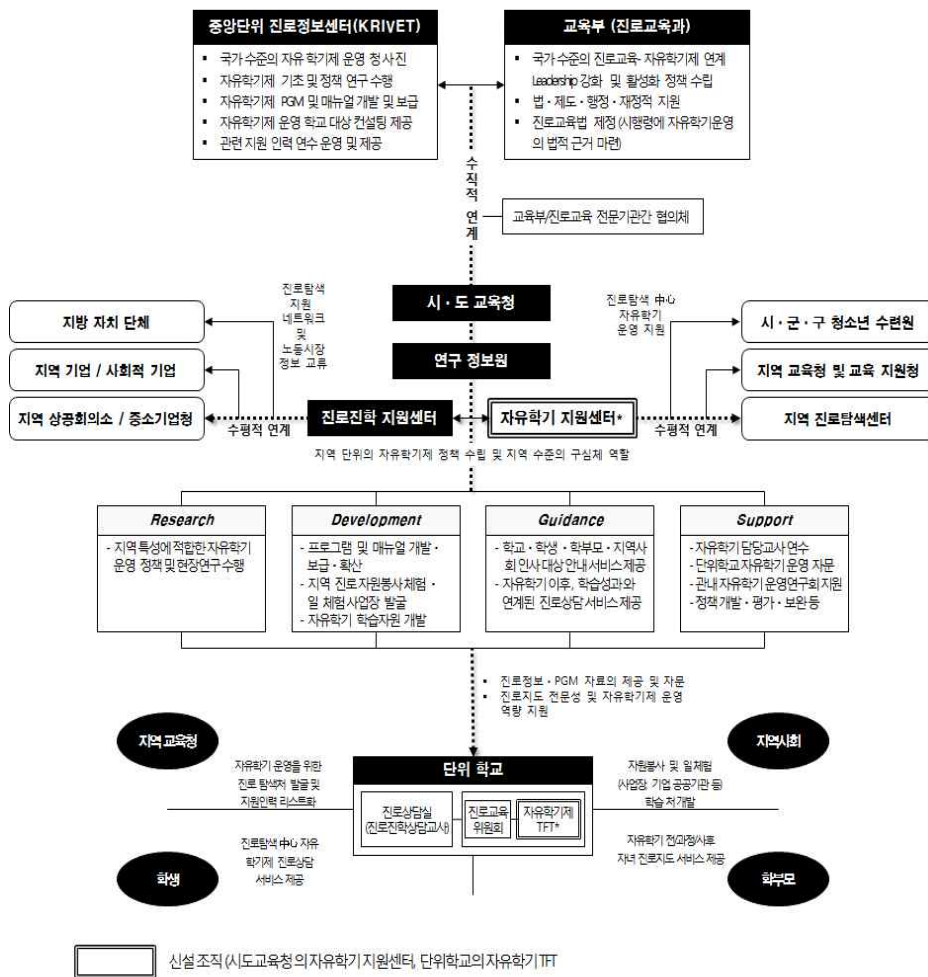 중앙단위 진로정보센터(KRIVET)
▪ 국가 수준의 자유 학기제 운영 청사진
▪ 자유학기제 기초 및 정책 연구 수행
▪ 자유학기제 PGM 및 매뉴얼 개발 및 보급
▪ 자유학기제 운영 학교 대상 컨설팅 제공
▪ 관련 지원 인력 연수 운영 및 제공
교육부 (진로교육과)
▪ 국가 수준의 진로교육-자유학기제 연계
Leadership 강화 및 활성화 정책 수립
▪ 법·제도·행정·재정적 지원
▪ 진로교육법 제정 (시행령에 자유학기운영
의 법적 근거 마련)
수직적 연계
교육부/진로교육 전문기관간 협의체
시·도 교육청
연구 정보원
진로탐색
지원
네트워크
및
노동시장
정보 교류
진로탐색 中心
자유학기
운영 지원
지방 자치 단체
지역 기업 / 사회적 기업
지역 상공회의소 / 중소기업청
수평적 연계
진로진학 지원센터
자유학기 지원센터*
수평적 연계
시·군·구 청소년 수련원
지역 교육청 및 교육 지원청
지역 진로탐색센터
지역 단위의 자유학기제 정책 수립 및 지역 수준의 구심체 역할
Research
- 지역 특성에 적합한 자유학기
운영 정책 및 현장연구 수행
Development
- 프로그램 및 매뉴얼 개발·
보급·확산
- 지역 진로자원봉사체험·
일 체험사업장 발굴
- 자유학기 학습자원 개발
Guidance
- 학교·학생·학부모·지역사
회 인사 대상 안내 서비스 제공
- 자유학기 이후, 학습성과와
연계된 진로상담 서비스 제공
Support
- 자유학기 담당교사 연수
- 단위학교 자유학기 운영 자문
- 관내 자유학기 운영연구회 지원
- 정책 개발·평가·보완 등
▪ 진로정보·PGM 자료의 제공 및 자문
▪ 진로지도 전문성 및 자유학기제 운영
역량 지원
지역 교육청
지역사회
자유학기 운영을 위한
진로 탐색처 발굴 및
지원인력 리스트화
단위 학교
진로상담실
(진로진학상담교사)
진로교육
위원회
자유학기제
TFT*
자원봉사 및 일체험
(사업장 기업 공공기관 등)
학습 처 개발
진로탐색 中心 자유
학기제 진로상담
서비스 제공
자유학기 전/과정/사후
자녀 진로지도 서비스 제공
학생
학부모
신설 조직 (시도교육청의 자유학기 지원센터, 단위학교의 자유학기 TFT